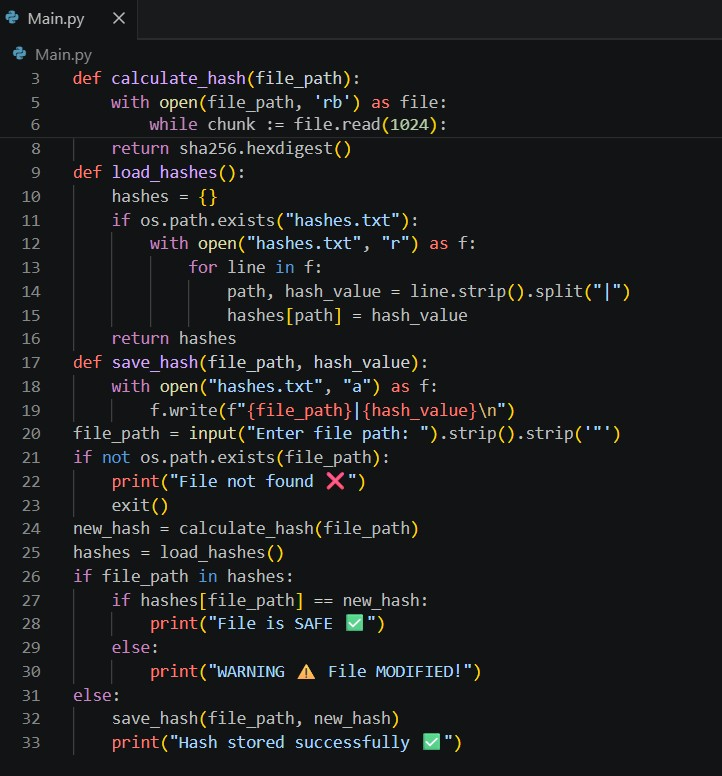 Main.py
Main.py
3 def calculate_hash(file_path):
5     with open(file_path, 'rb') as file:
6         while chunk := file.read(1024):
8     return sha256.hexdigest()
9 def load_hashes():
10     hashes = {}
11     if os.path.exists("hashes.txt"):
12         with open("hashes.txt", "r") as f:
13             for line in f:
14                 path, hash_value = line.strip().split("|")
15                 hashes[path] = hash_value
16     return hashes
17 def save_hash(file_path, hash_value):
18     with open("hashes.txt", "a") as f:
19         f.write(f"{file_path}|{hash_value}\n")
20 file_path = input("Enter file path: ").strip().strip('"')
21 if not os.path.exists(file_path):
22     print("File not found ❌")
23     exit()
24 new_hash = calculate_hash(file_path)
25 hashes = load_hashes()
26 if file_path in hashes:
27     if hashes[file_path] == new_hash:
28         print("File is SAFE ✅")
29     else:
30         print("WARNING ⚠️ File MODIFIED!")
31 else:
32     save_hash(file_path, new_hash)
33     print("Hash stored successfully ✅")